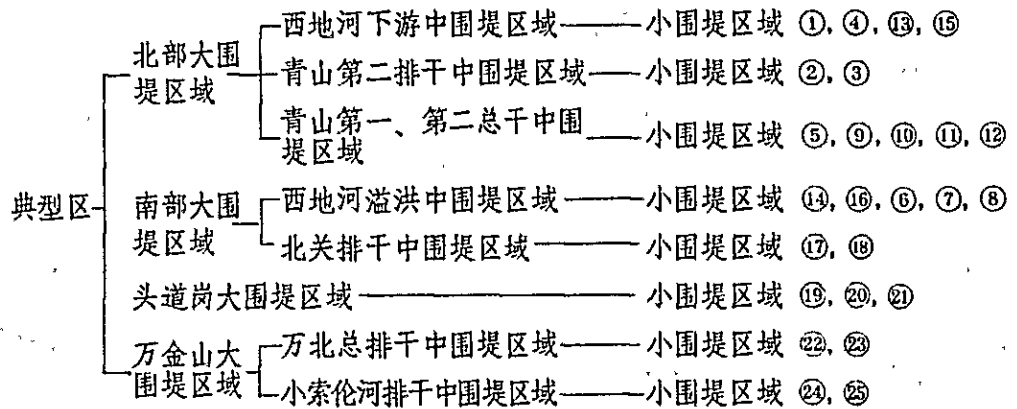 西地河下游中围堤区域 小围堤区域 ①, ④, ⑬, ⑮
北部大围堤区域
青山第二排干中围堤区域 小围堤区域 ②, ③
青山第一、第二总干中围堤区域 小围堤区域 ⑤, ⑨, ⑩, ⑪, ⑫
典型区
南部大围堤区域
西地河溢洪中围堤区域 小围堤区域 ⑭, ⑯, ⑥, ⑦, ⑧
北关排干中围堤区域 小围堤区域 ⑰, ⑱
头道岗大围堤区域 小围堤区域 ⑲, ⑳, ㉑
万金山大围堤区域
万北总排干中围堤区域 小围堤区域 ㉒, ㉓
小索伦河排干中围堤区域 小围堤区域 ㉔, ㉕